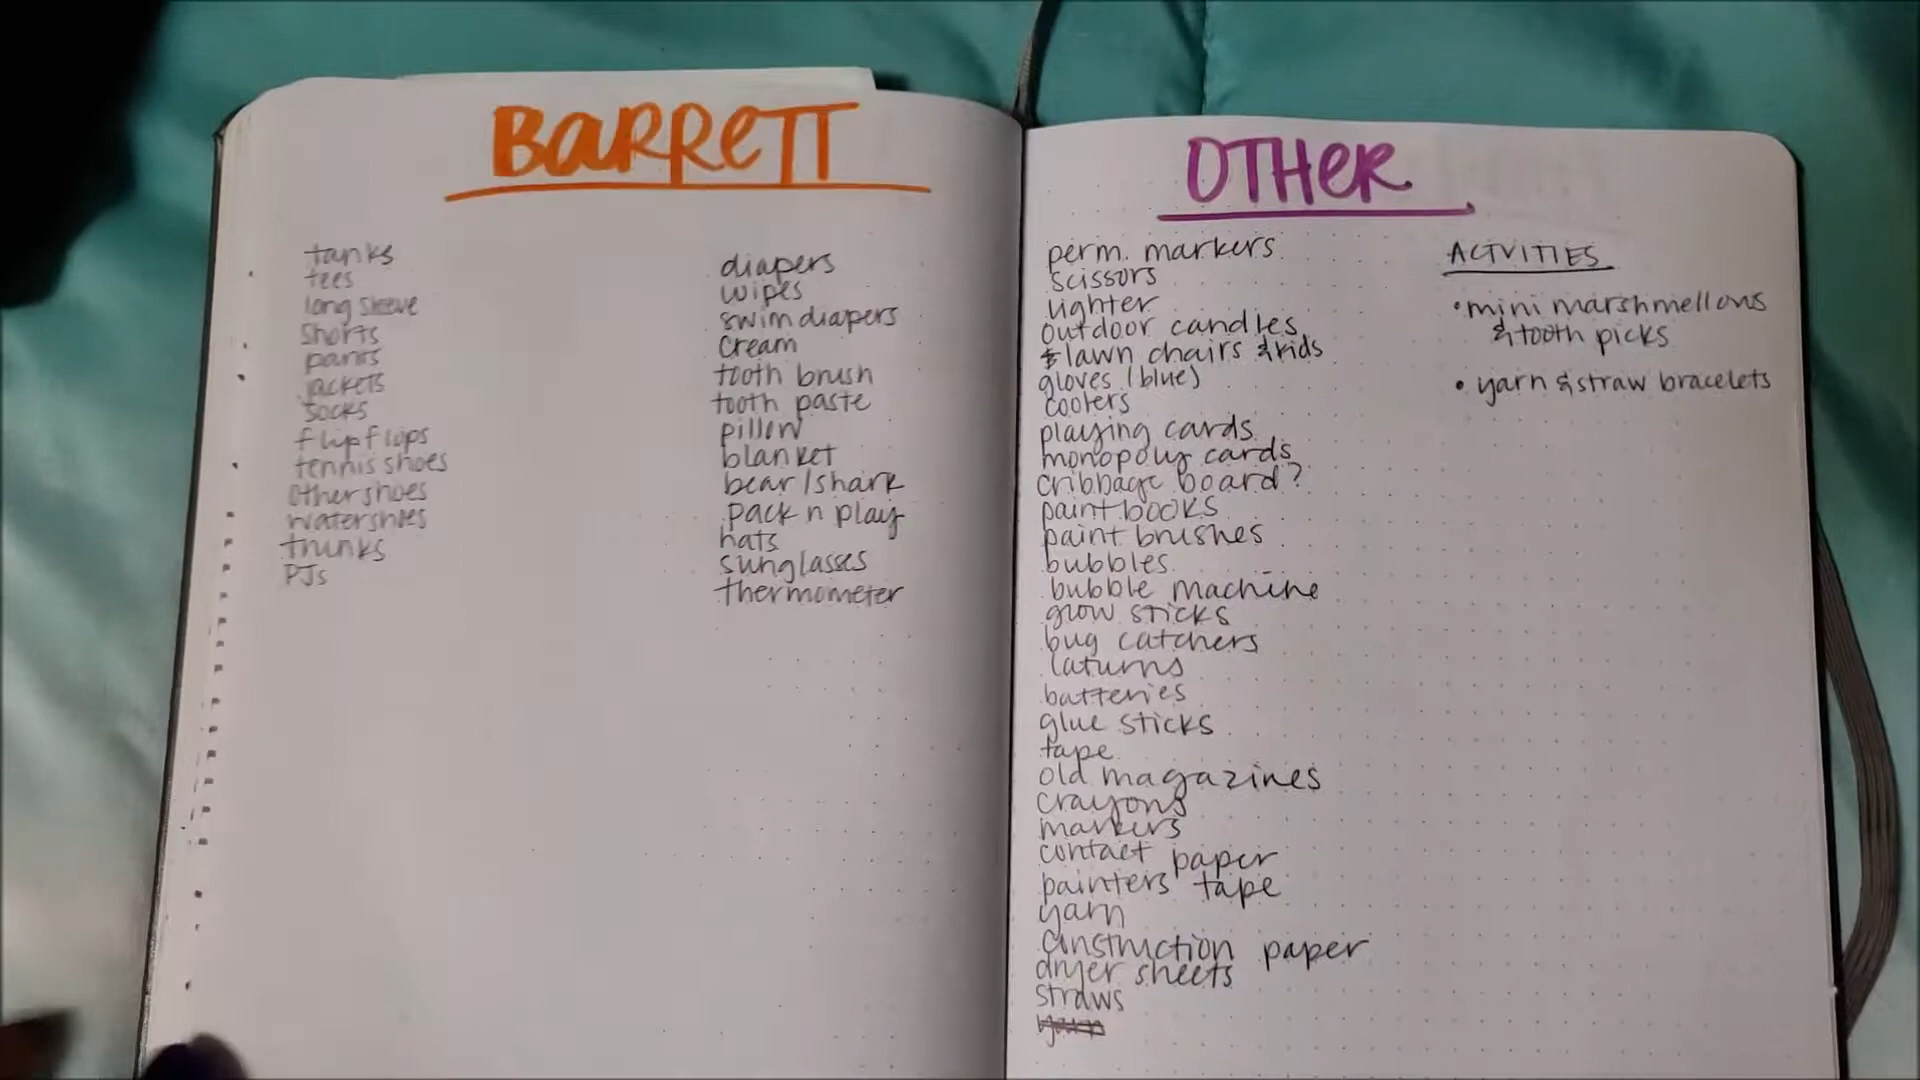 BARRETT
tanks
tees
long sleeve
shorts
pants
jackets
socks
flip flops
tennis shoes
other shoes
watershoes
trunks
PJs
diapers
wipes
swim diapers
cream
tooth brush
tooth paste
pillow
blanket
bear/shark
pack n play
hats
sunglasses
thermometer
OTHER
perm. markers
scissors
lighter
outdoor candles
lawn chairs & kids
gloves (blue)
coolers
playing cards
monopoly cards
cribbage board?
paint books
paint brushes
bubbles
bubble machine
glow sticks
bug catchers
laturns
batteries
glue sticks
tape
old magazines
crayons
markers
contact paper
painters tape
yarn
construction paper
dryer sheets
straws
ACTVITIES
• mini marshmellows
& tooth picks
• yarn & straw bracelets